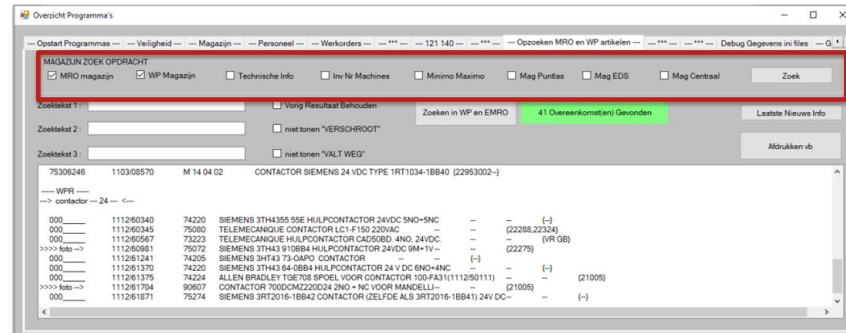 Overzicht Programma's
--- Opstart Programmas --- --- Veiligheid --- --- Magazijn --- --- Personeel --- --- Werkorders --- --- *** --- --- 121 140 --- --- *** --- --- Opzoeken MRO en WP artikelen --- --- *** --- --- *** --- Debug Gegevens ini files --- G
MAGAZIJN ZOEK OPDRACHT
MRO magazijn WP Magazijn Technische Info Inv Nr Machines Minimo Maximo Mag Puntlas Mag EDS Mag Centraal Zoek
Zoektekst 1 : Vorig Resultaat Behouden Zoeken in WP en EMRO 41 Overeenkomst(en) Gevonden Laatste Nieuws Info
Zoektekst 2 : niet tonen "VERSCHROOT"
Zoektekst 3 : niet tonen "VALT WEG" Afdrukken vb
75306246 1103/08570 M 14 04 02 CONTACTOR SIEMENS 24 VDC TYPE 1RT1034-1BB40 {22953002--}
----- WPR -----
---> contactor --- 24 --- <---
000_____ 1112/60340 74220 SIEMENS 3TH4355 55E HULPCONTACTOR 24VDC 5NO+5NC -- -- {--}
000_____ 1112/60345 75080 TELEMECANIQUE CONTACTOR LC1-F150 220VAC -- -- {22288,22324}
000_____ 1112/60567 73223 TELEMECANIQUE HULPCONTACTOR CAD50BD. 4NO, 24VDC. -- -- {VR GB}
>>>> foto --> 1112/60981 75072 SIEMENS 3TH43 910BB4 HULPCONTACTOR 24VDC 9M+1V -- -- {22275}
000_____ 1112/61241 74205 SIEMENS 3HT43 73-OAPO CONTACTOR -- -- {--}
000_____ 1112/61370 74220 SIEMENS 3TH43 64-0BB4 HULPCONTACTOR 24 V DC 6NO+4NC -- -- {--}
000_____ 1112/61375 74224 ALLEN BRADLEY TGE708 SPOEL VOOR CONTACTOR 100-FA31(1112/50111) -- -- {21005}
>>>> foto --> 1112/61704 90607 CONTACTOR 700DCMZ220D24 2NO + NC VOOR MANDELLI -- -- {21005}
000_____ 1112/61871 75274 SIEMENS 3RT2016-1BB42 CONTACTOR (ZELFDE ALS 3RT2016-1BB41) 24V DC -- -- {--}